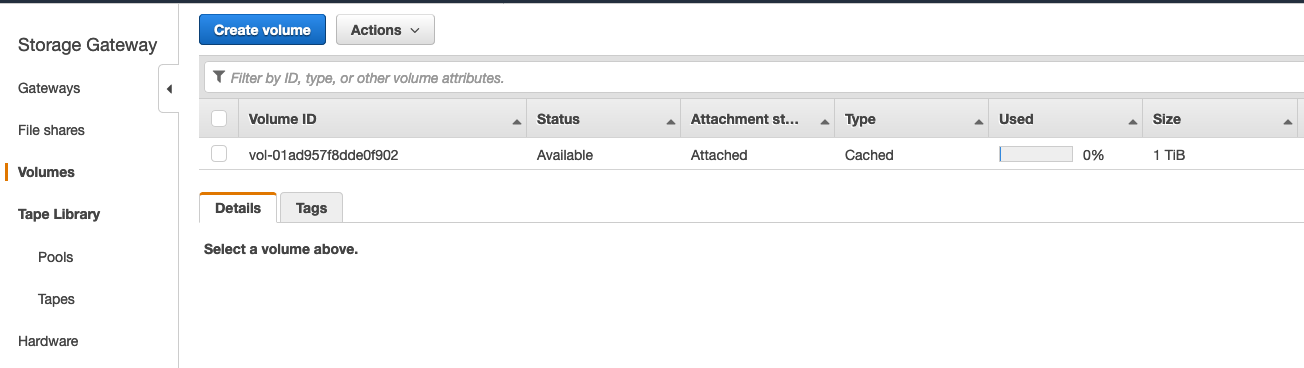 Storage Gateway
Gateways
File shares
Volumes
Tape Library
Pools
Tapes
Hardware
Create volume Actions
Filter by ID, type, or other volume attributes.
Volume ID Status Attachment st... Type Used Size
vol-01ad957f8dde0f902 Available Attached Cached 0% 1 TiB
Details Tags
Select a volume above.